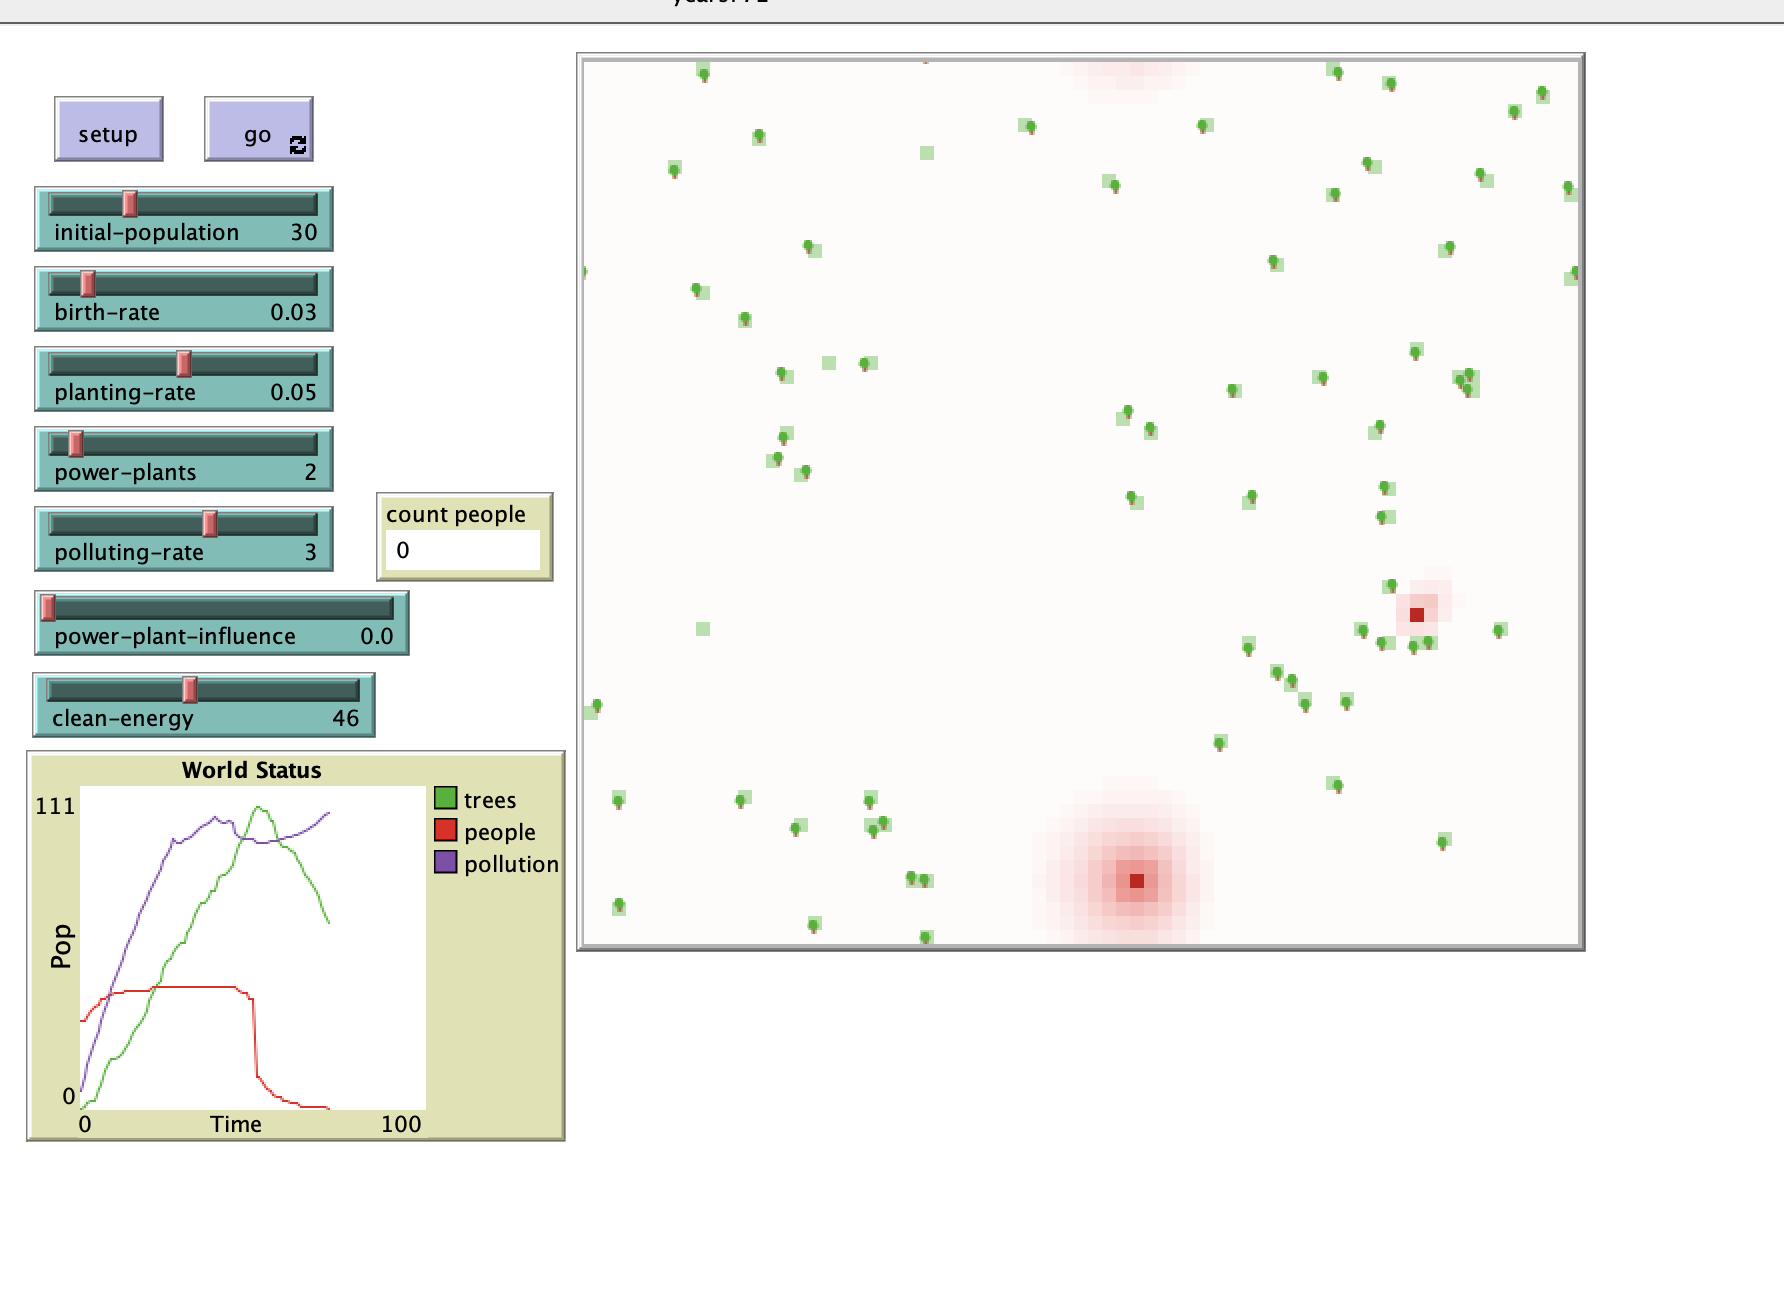 setup
go
initial-population 30
birth-rate 0.03
planting-rate 0.05
power-plants 2
polluting-rate 3
count people
0
power-plant-influence 0.0
clean-energy 46
World Status
111
Pop
0
0 Time 100
trees
people
pollution